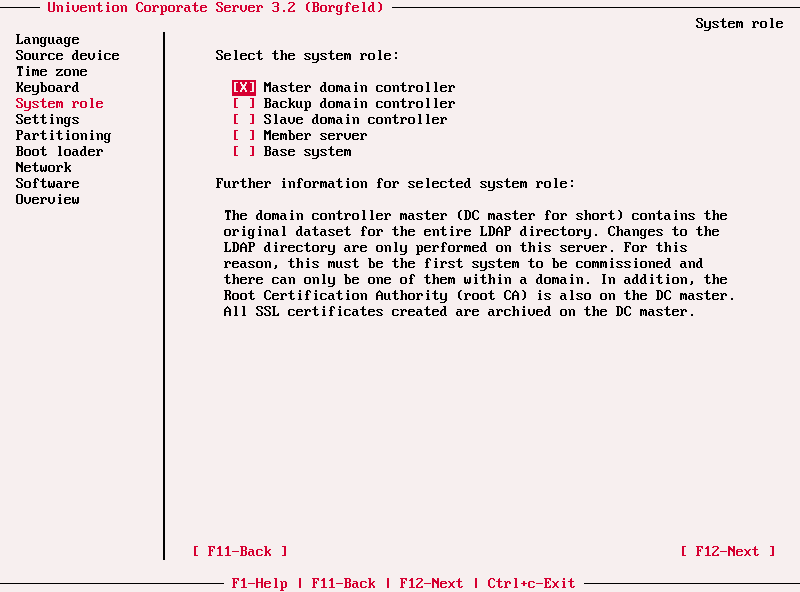 Univention Corporate Server 3.2 (Borgfeld)
System role
Language
Source device
Time zone
Keyboard
System role
Settings
Partitioning
Boot loader
Network
Software
Overview
Select the system role:
[X] Master domain controller
[ ] Backup domain controller
[ ] Slave domain controller
[ ] Member server
[ ] Base system
Further information for selected system role:
The domain controller master (DC master for short) contains the
original dataset for the entire LDAP directory. Changes to the
LDAP directory are only performed on this server. For this
reason, this must be the first system to be commissioned and
there can only be one of them within a domain. In addition, the
Root Certification Authority (root CA) is also on the DC master.
All SSL certificates created are archived on the DC master.
[ F11-Back ]
[ F12-Next ]
F1-Help | F11-Back | F12-Next | Ctrl+c-Exit